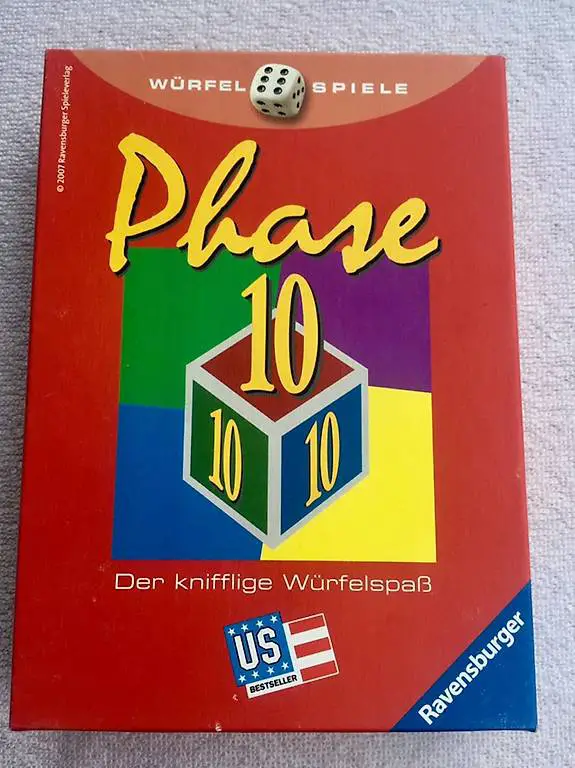 WÜRFEL SPIELE
© 2007 Ravensburger Spieleverlag
Phase
10
10 10
Der knifflige Würfelspaß
US
BESTSELLER
Ravensburger